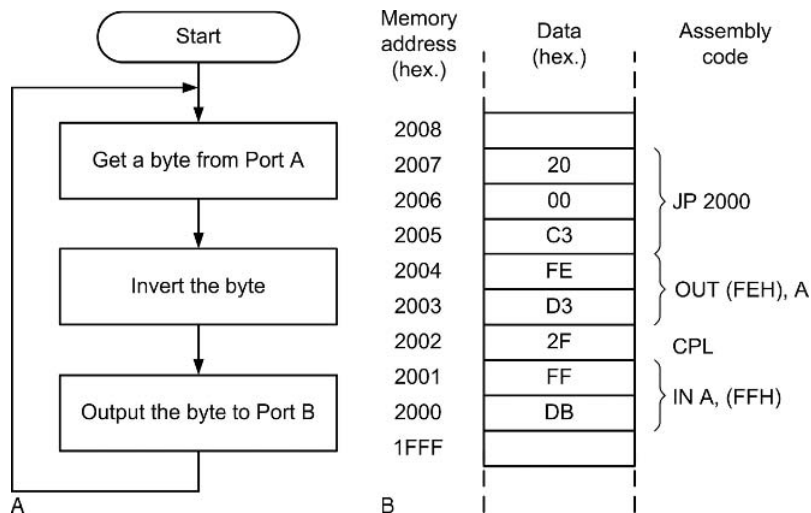 Start
Get a byte from Port A
Invert the byte
Output the byte to Port B
A
Memory
address
(hex.)
Data
(hex.)
Assembly
code
2008
2007 20
2006 00 JP 2000
2005 C3
2004 FE
OUT (FEH), A
2003 D3
2002 2F CPL
2001 FF
IN A, (FFH)
2000 DB
1FFF
B